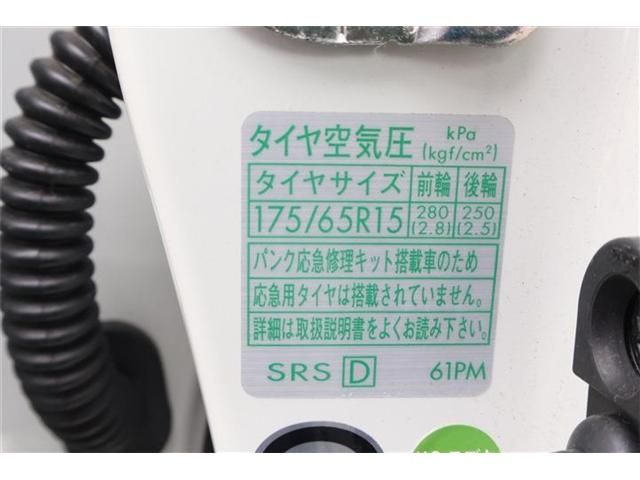 タイヤ空気圧 kPa (kgf/cm²)
タイヤサイズ 前輪 後輪
175/65R15 280 (2.8) 250 (2.5)
パンク応急修理キット搭載車のため
応急用タイヤは搭載されていません。
詳細は取扱説明書をよくお読み下さい。
SRS D 61PM